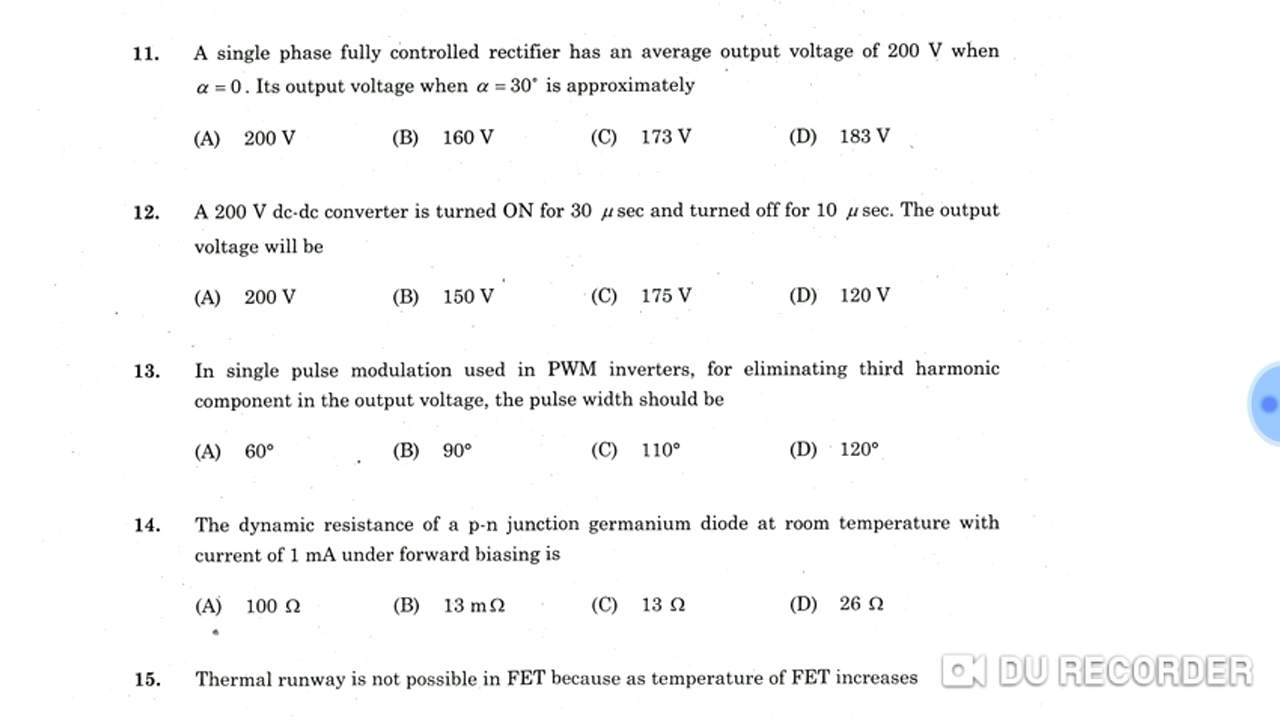 11. A single phase fully controlled rectifier has an average output voltage of 200 V when
α = 0. Its output voltage when α = 30° is approximately
(A) 200 V (B) 160 V (C) 173 V (D) 183 V
12. A 200 V dc-dc converter is turned ON for 30 μsec and turned off for 10 μsec. The output
voltage will be
(A) 200 V (B) 150 V (C) 175 V (D) 120 V
13. In single pulse modulation used in PWM inverters, for eliminating third harmonic
component in the output voltage, the pulse width should be
(A) 60° (B) 90° (C) 110° (D) 120°
14. The dynamic resistance of a p-n junction germanium diode at room temperature with
current of 1 mA under forward biasing is
(A) 100 Ω (B) 13 mΩ (C) 13 Ω (D) 26 Ω
15. Thermal runway is not possible in FET because as temperature of FET increases
DU RECORDER